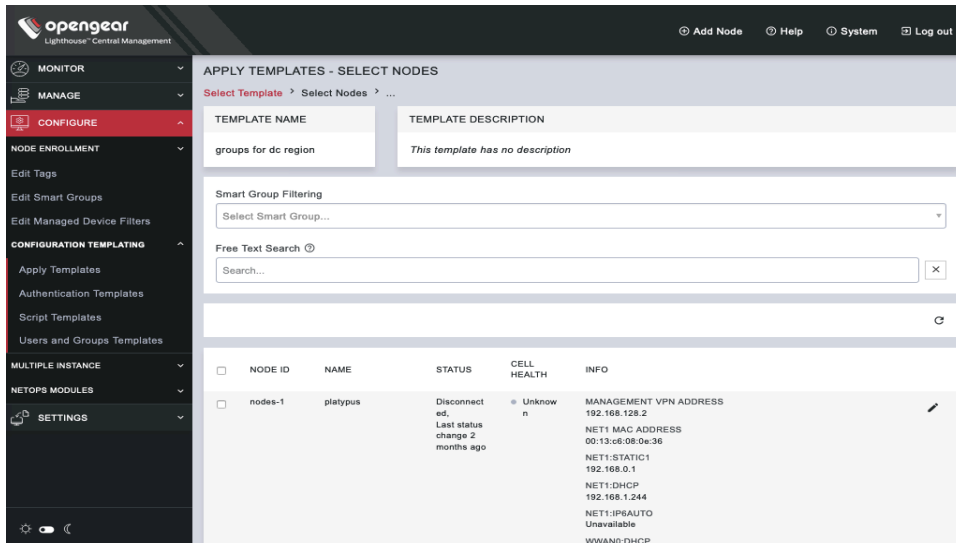 opengear
Lighthouse™ Central Management
Add Node
Help
System
Log out
MONITOR
MANAGE
CONFIGURE
NODE ENROLLMENT
Edit Tags
Edit Smart Groups
Edit Managed Device Filters
CONFIGURATION TEMPLATING
Apply Templates
Authentication Templates
Script Templates
Users and Groups Templates
MULTIPLE INSTANCE
NETOPS MODULES
SETTINGS
APPLY TEMPLATES - SELECT NODES
Select Template > Select Nodes > ...
TEMPLATE NAME
groups for dc region
TEMPLATE DESCRIPTION
This template has no description
Smart Group Filtering
Select Smart Group...
Free Text Search
Search...
NODE ID
NAME
STATUS
CELL
HEALTH
INFO
nodes-1
platypus
Disconnect
ed,
Last status
change 2
months ago
Unknow
n
MANAGEMENT VPN ADDRESS
192.168.128.2
NET1 MAC ADDRESS
00:13:c6:08:0e:36
NET1:STATIC1
192.168.0.1
NET1:DHCP
192.168.1.244
NET1:IP6AUTO
Unavailable
WWAN0:DHCP